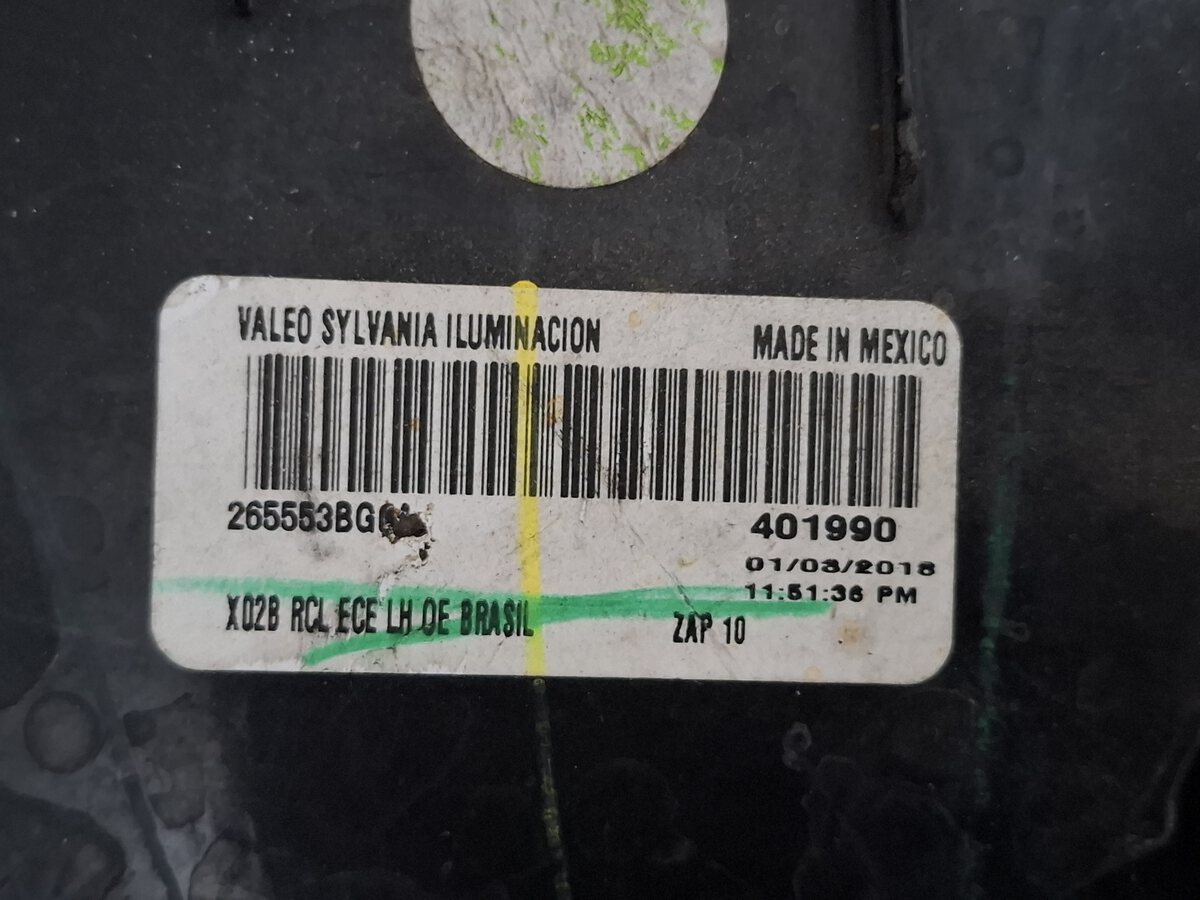 VALEO SYLVANIA ILUMINACION
MADE IN MEXICO
401990
01/03/2018
11:51:36 PM
X02B RCL ECE LH OE BRASIL
ZAP 10